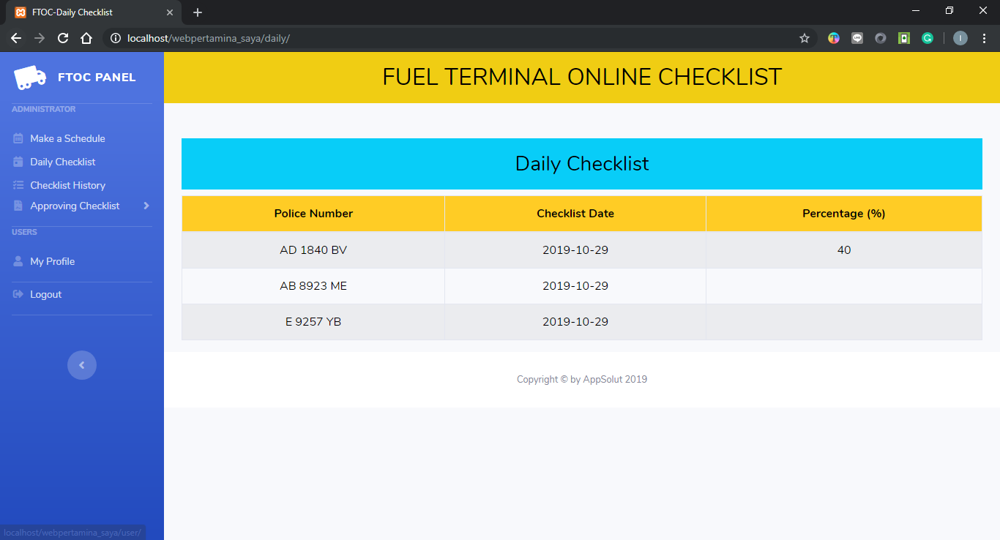 FTOC-Daily Checklist
localhost/webpertamina_saya/daily/
I
FTOC PANEL
FUEL TERMINAL ONLINE CHECKLIST
ADMINISTRATOR
Make a Schedule
Daily Checklist
Checklist History
Approving Checklist
USERS
My Profile
Logout
Daily Checklist
Police Number Checklist Date Percentage (%)
AD 1840 BV 2019-10-29 40
AB 8923 ME 2019-10-29
E 9257 YB 2019-10-29
Copyright © by AppSolut 2019
localhost/webpertamina_saya/user/